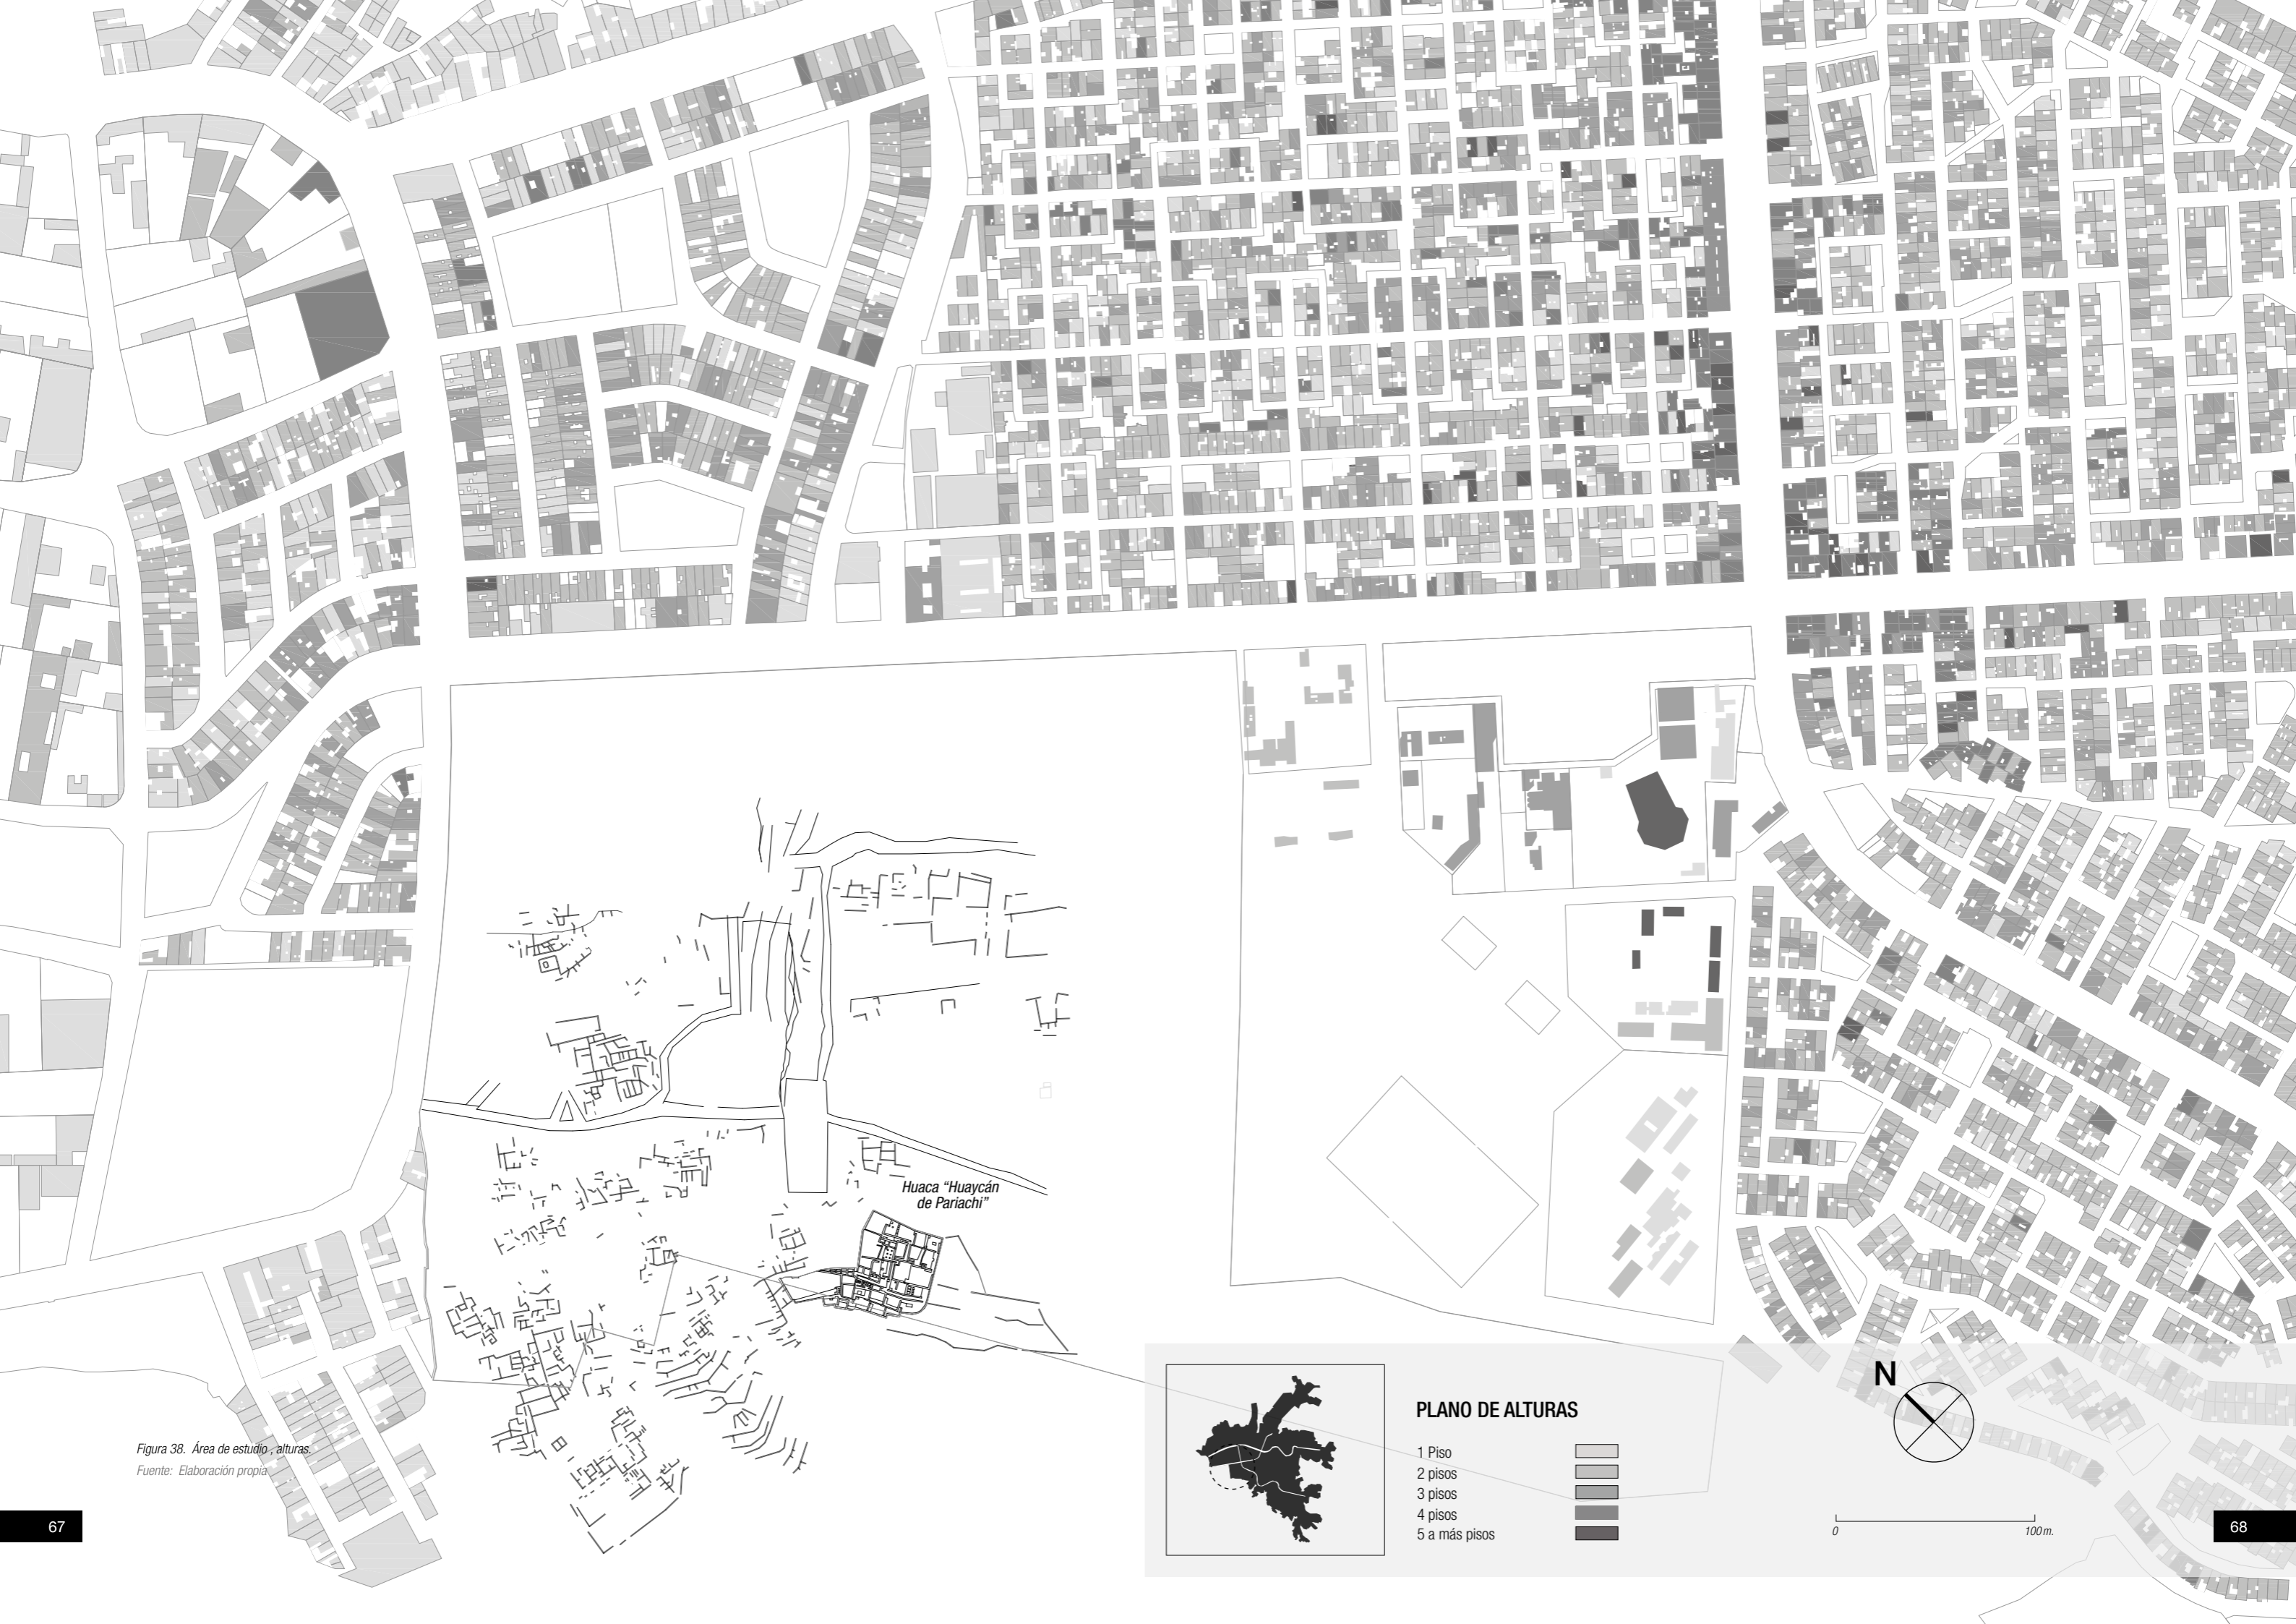 Huaca “Huaycán
de Pariachi”
Figura 38. Área de estudio , alturas.
Fuente: Elaboración propia
67
PLANO DE ALTURAS
1 Piso
2 pisos
3 pisos
4 pisos
5 a más pisos
N
0 100 m.
68